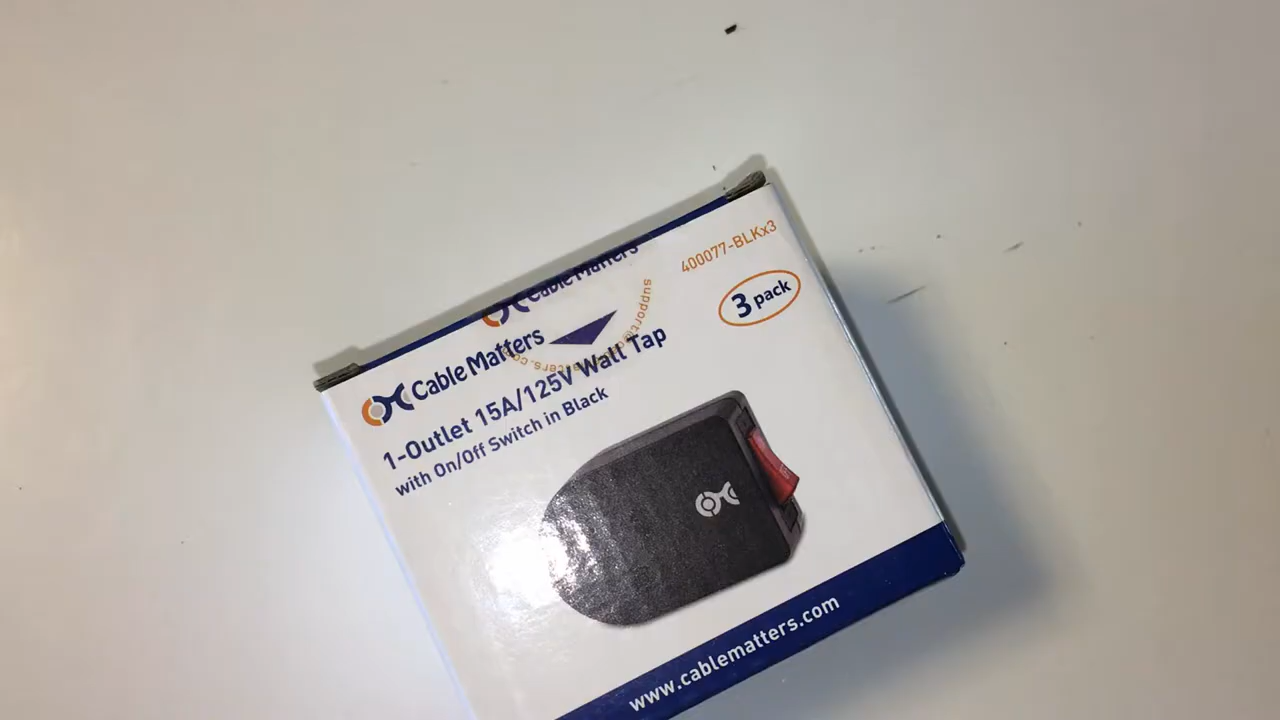 400077-BLKx3
3 pack
Cable Matters
Cable Matters
1-Outlet 15A/125V Wall Tap
with On/Off Switch in Black
www.cablematters.com